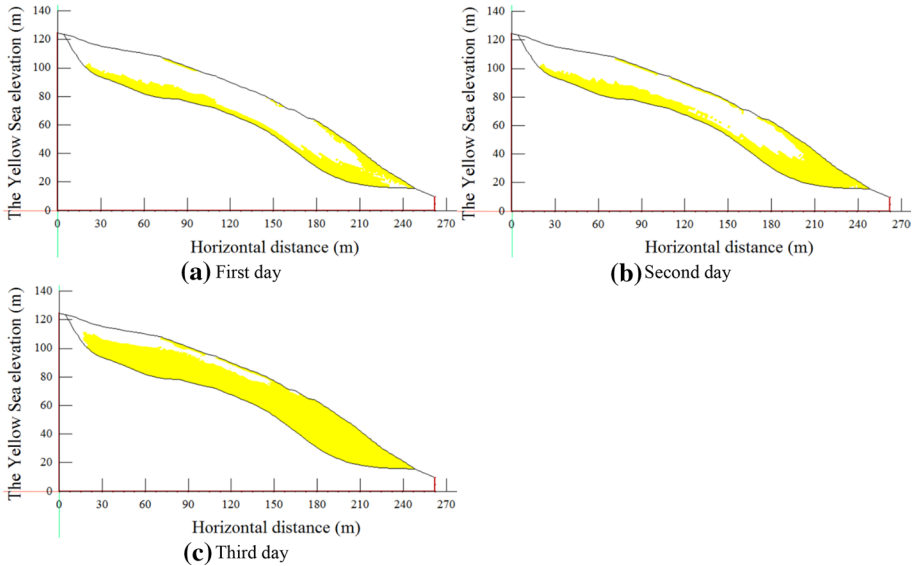 The Yellow Sea elevation (m)
140
120
100
80
60
40
20
0
0 30 60 90 120 150 180 210 240 270
Horizontal distance (m)
(a) First day
The Yellow Sea elevation (m)
140
120
100
80
60
40
20
0
0 30 60 90 120 150 180 210 240 270
Horizontal distance (m)
(b) Second day
The Yellow Sea elevation (m)
140
120
100
80
60
40
20
0
0 30 60 90 120 150 180 210 240 270
Horizontal distance (m)
(c) Third day